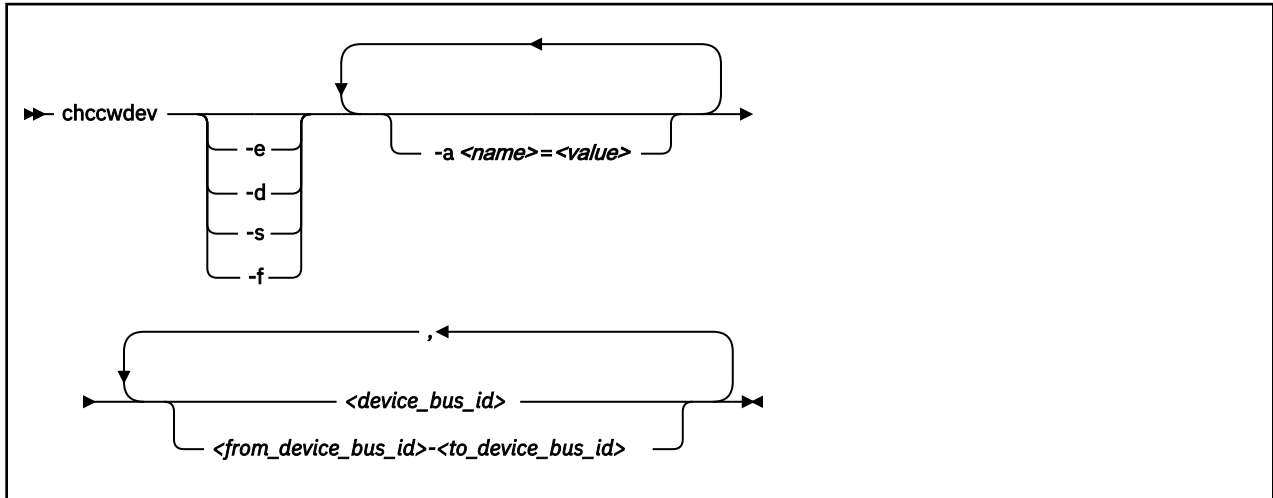 chccwdev
-e
-a <name>=<value>
-d
-s
-f
,
<device_bus_id>
<from_device_bus_id>-<to_device_bus_id>